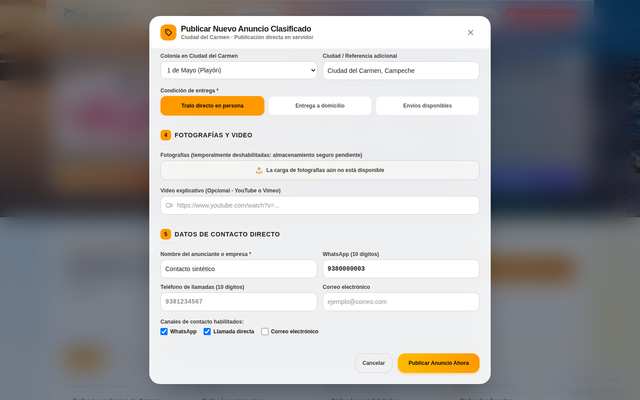 Publicar Nuevo Anuncio Clasificado
Ciudad del Carmen · Publicación directa en servidor
Colonia en Ciudad del Carmen
Ciudad / Referencia adicional
1 de Mayo (Playón)
Ciudad del Carmen, Campeche
Condición de entrega *
Trato directo en persona
Entrega a domicilio
Envíos disponibles
4 FOTOGRAFÍAS Y VIDEO
Fotografías (temporalmente deshabilitadas: almacenamiento seguro pendiente)
La carga de fotografías aún no está disponible
Video explicativo (Opcional - YouTube o Vimeo)
https://www.youtube.com/watch?v=...
5 DATOS DE CONTACTO DIRECTO
Nombre del anunciante o empresa *
WhatsApp (10 dígitos)
Contacto sintético
9380000003
Teléfono de llamadas (10 dígitos)
Correo electrónico
9381234567
ejemplo@correo.com
Canales de contacto habilitados:
WhatsApp
Llamada directa
Correo electrónico
Cancelar
Publicar Anuncio Ahora